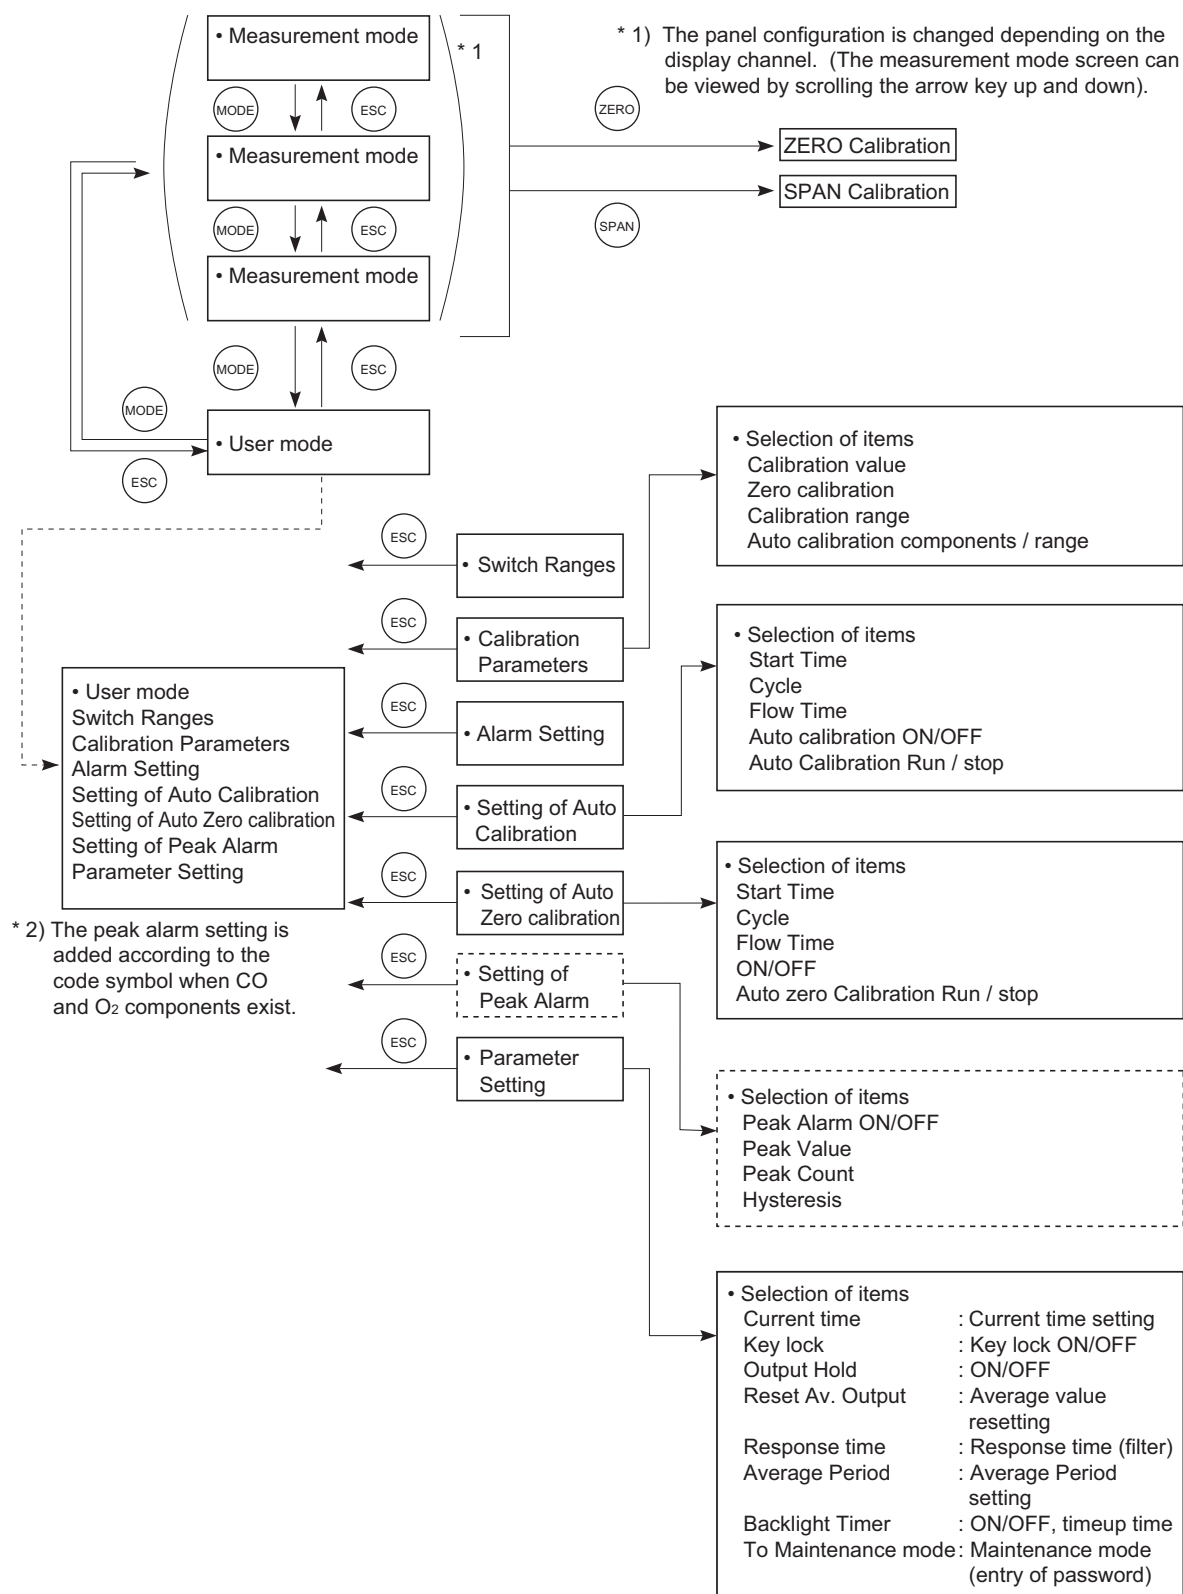 • Measurement mode
* 1
* 1) The panel configuration is changed depending on the
display channel. (The measurement mode screen can
be viewed by scrolling the arrow key up and down).
MODE
ESC
ZERO
• Measurement mode
ZERO Calibration
SPAN Calibration
MODE
ESC
SPAN
• Measurement mode
MODE
ESC
MODE
• User mode
ESC
• Selection of items
Calibration value
Zero calibration
Calibration range
Auto calibration components / range
ESC
• Switch Ranges
ESC
• Calibration
Parameters
• Selection of items
Start Time
Cycle
Flow Time
Auto calibration ON/OFF
Auto Calibration Run / stop
• User mode
Switch Ranges
Calibration Parameters
Alarm Setting
Setting of Auto Calibration
Setting of Auto Zero calibration
Setting of Peak Alarm
Parameter Setting
ESC
• Alarm Setting
ESC
• Setting of Auto
Calibration
ESC
• Setting of Auto
Zero calibration
• Selection of items
Start Time
Cycle
Flow Time
ON/OFF
Auto zero Calibration Run / stop
* 2) The peak alarm setting is
added according to the
code symbol when CO
and O2 components exist.
ESC
• Setting of
Peak Alarm
ESC
• Parameter
Setting
• Selection of items
Peak Alarm ON/OFF
Peak Value
Peak Count
Hysteresis
• Selection of items
Current time : Current time setting
Key lock : Key lock ON/OFF
Output Hold : ON/OFF
Reset Av. Output : Average value
resetting
Response time : Response time (filter)
Average Period : Average Period
setting
Backlight Timer : ON/OFF, timeup time
To Maintenance mode : Maintenance mode
(entry of password)